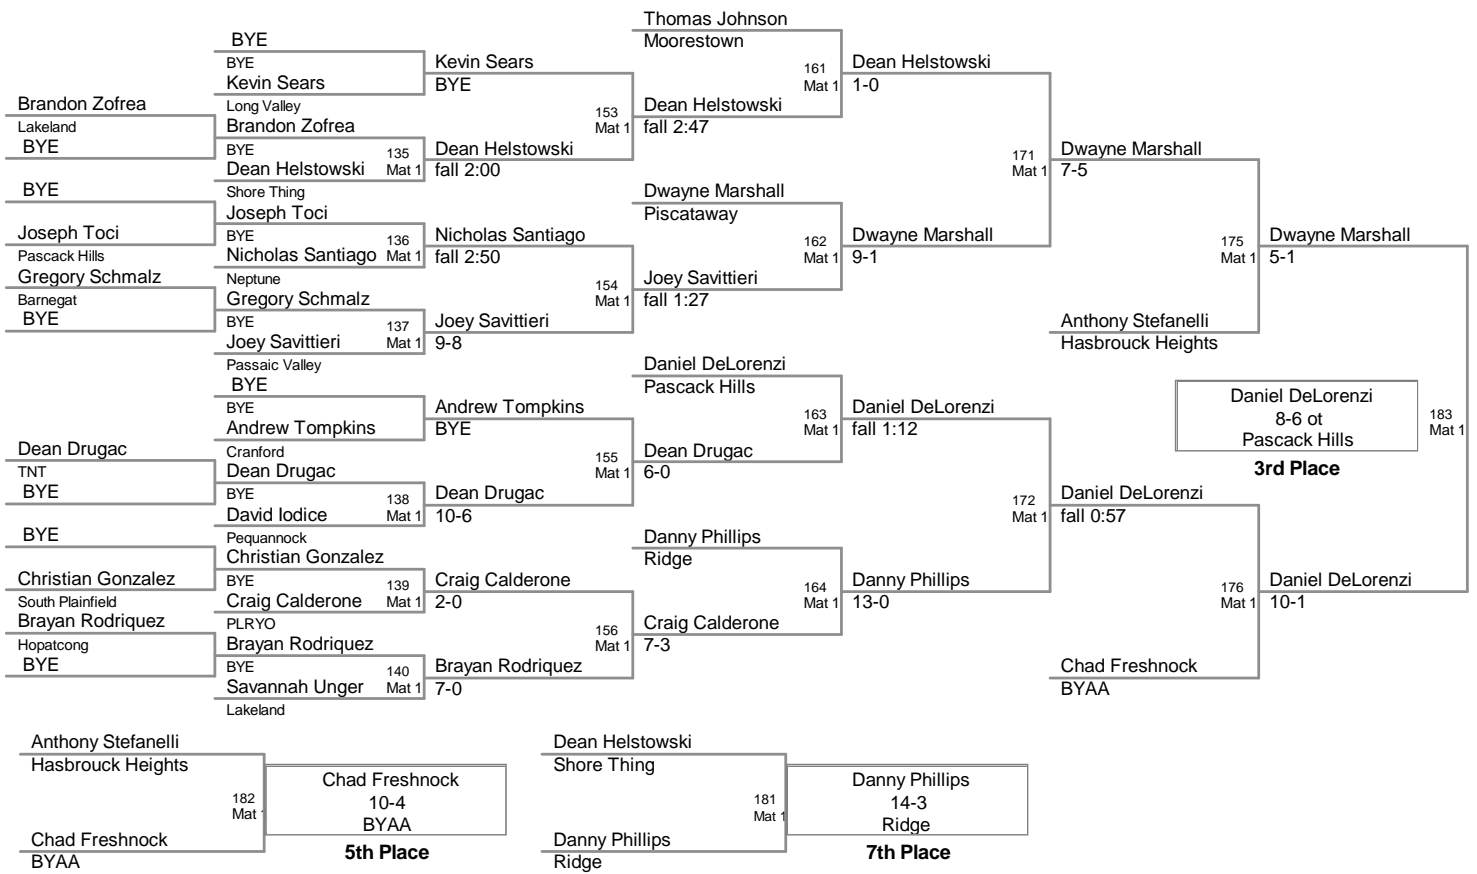 Thomas Johnson
Moorestown
BYE
BYE
Kevin Sears
Long Valley
Kevin Sears
BYE
161
Mat 1
Dean Helstowski
1-0
Brandon Zofrea
Lakeland
BYE
Brandon Zofrea
BYE
Dean Helstowski
Shore Thing
135
Mat 1
Dean Helstowski
fall 2:00
153
Mat 1
Dean Helstowski
fall 2:47
171
Mat 1
Dwayne Marshall
7-5
BYE
Joseph Toci
Pascack Hills
Joseph Toci
BYE
Nicholas Santiago
Neptune
136
Mat 1
Nicholas Santiago
fall 2:50
Dwayne Marshall
Piscataway
162
Mat 1
Dwayne Marshall
9-1
175
Mat 1
Dwayne Marshall
5-1
Gregory Schmalz
Barnegat
BYE
Gregory Schmalz
BYE
Joey Savittieri
Passaic Valley
137
Mat 1
Joey Savittieri
9-8
154
Mat 1
Joey Savittieri
fall 1:27
Anthony Stefanelli
Hasbrouck Heights
BYE
BYE
Andrew Tompkins
Cranford
Andrew Tompkins
BYE
Daniel DeLorenzi
Pascack Hills
163
Mat 1
Daniel DeLorenzi
fall 1:12
Daniel DeLorenzi
8-6 ot
Pascack Hills
3rd Place
183
Mat 1
Dean Drugac
TNT
BYE
Dean Drugac
BYE
David Iodice
Pequannock
138
Mat 1
Dean Drugac
10-6
155
Mat 1
Dean Drugac
6-0
172
Mat 1
Daniel DeLorenzi
fall 0:57
BYE
Christian Gonzalez
South Plainfield
Christian Gonzalez
BYE
Craig Calderone
PLRYO
139
Mat 1
Craig Calderone
2-0
Danny Phillips
Ridge
164
Mat 1
Danny Phillips
13-0
176
Mat 1
Daniel DeLorenzi
10-1
Brayan Rodriquez
Hopatcong
BYE
Brayan Rodriquez
BYE
Savannah Unger
Lakeland
140
Mat 1
Brayan Rodriquez
7-0
156
Mat 1
Craig Calderone
7-3
Chad Freshnock
BYAA
Anthony Stefanelli
Hasbrouck Heights
182
Mat 1
Chad Freshnock
BYAA
Chad Freshnock
10-4
BYAA
5th Place
Dean Helstowski
Shore Thing
181
Mat 1
Danny Phillips
Ridge
Danny Phillips
14-3
Ridge
7th Place